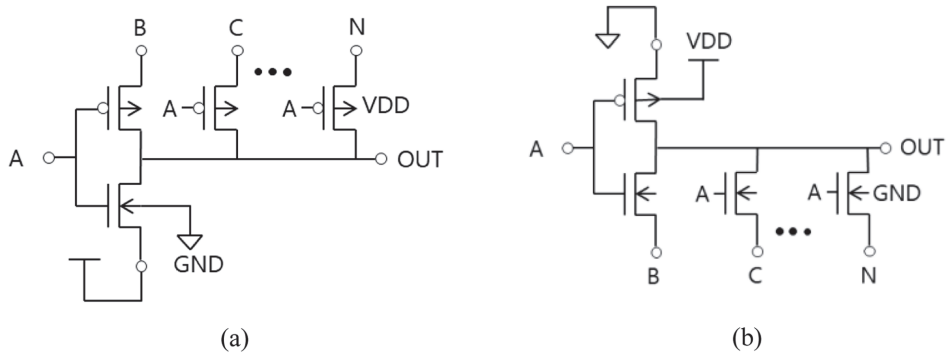 B C N
A A VDD
A OUT
GND
(a)
VDD
A OUT
A A GND
B C N
(b)